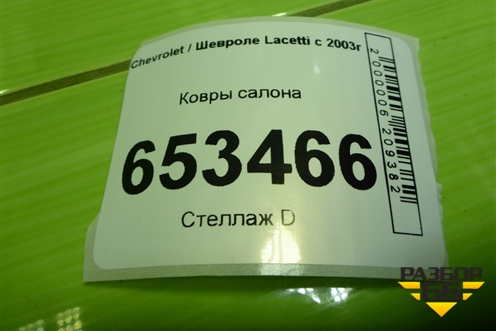 Chevrolet / Шевроле Lacetti с 2003г
Ковры салона
653466
Стеллаж D
2000006209382
РАЗБОР